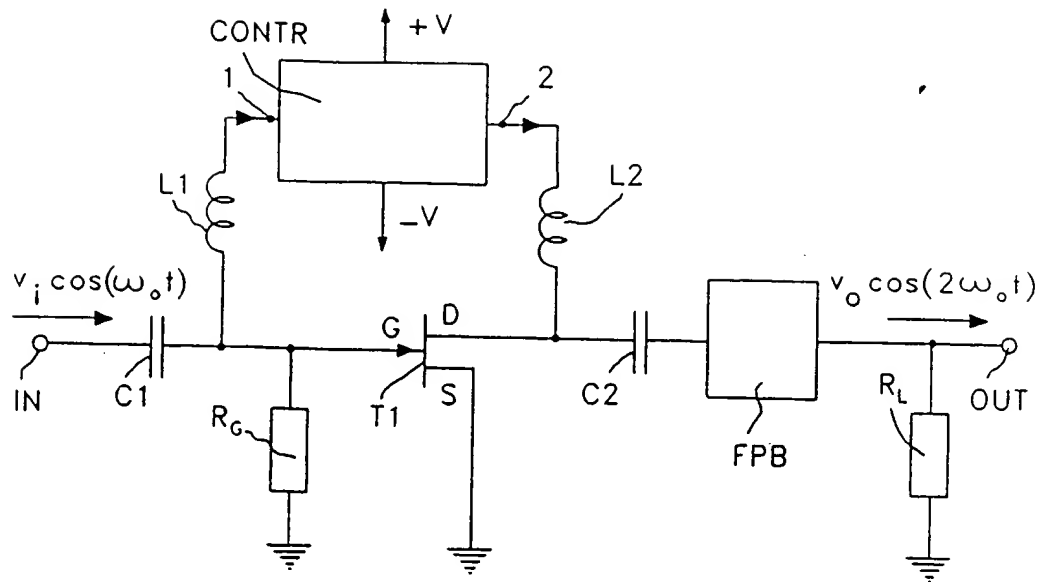 CONTR
+V
1
2
L1
L2
–V
v_i cos(ω_o t)
v_o cos(2ω_o t)
G
D
IN
C1
T1
S
C2
R_L
OUT
R_G
FPB